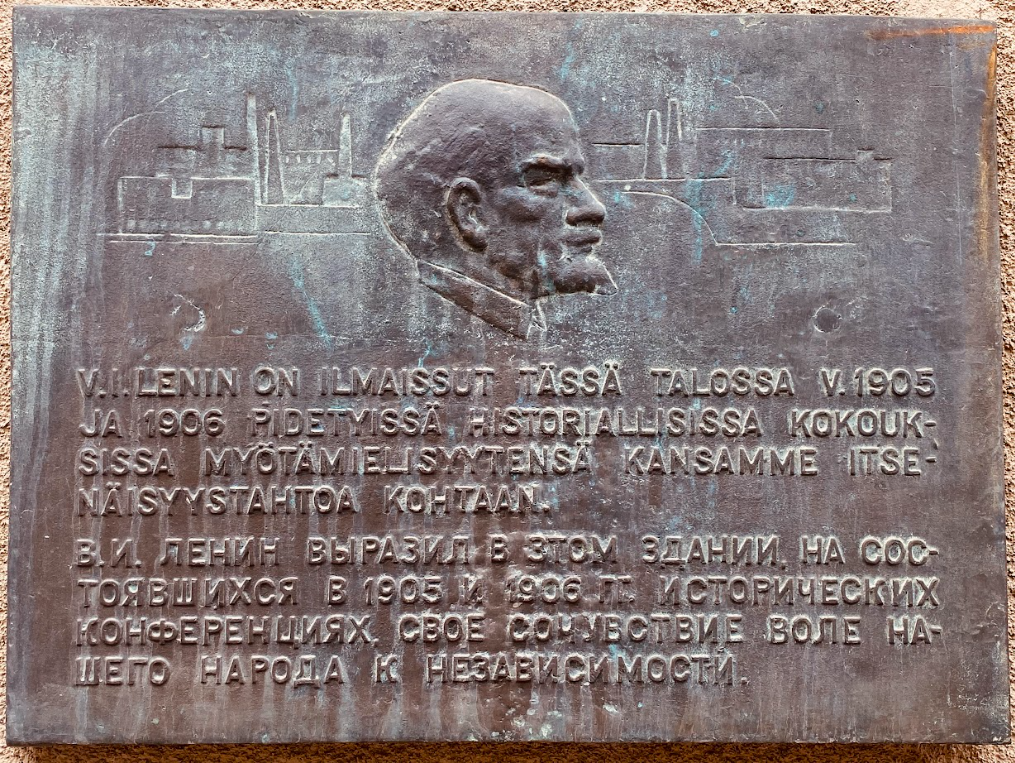 V.I. LENIN ON ILMAISSUT TÄSSÄ TALOSSA V.1905
JA 1906 PIDETYISSÄ HISTORIALLISISSA KOKOUK-
SISSA MYÖTÄMIELISYYTENSÄ KANSAMME ITSE-
NÄISYYSTAHTOA KOHTAAN.
В.И. ЛЕНИН ВЫРАЗИЛ В ЭТОМ ЗДАНИИ, НА СОС-
ТОЯВШИХСЯ В 1905 И 1906 ГГ. ИСТОРИЧЕСКИХ
КОНФЕРЕНЦИЯХ, СВОЕ СОЧУВСТВИЕ ВОЛЕ НА-
ШЕГО НАРОДА К НЕЗАВИСИМОСТИ.